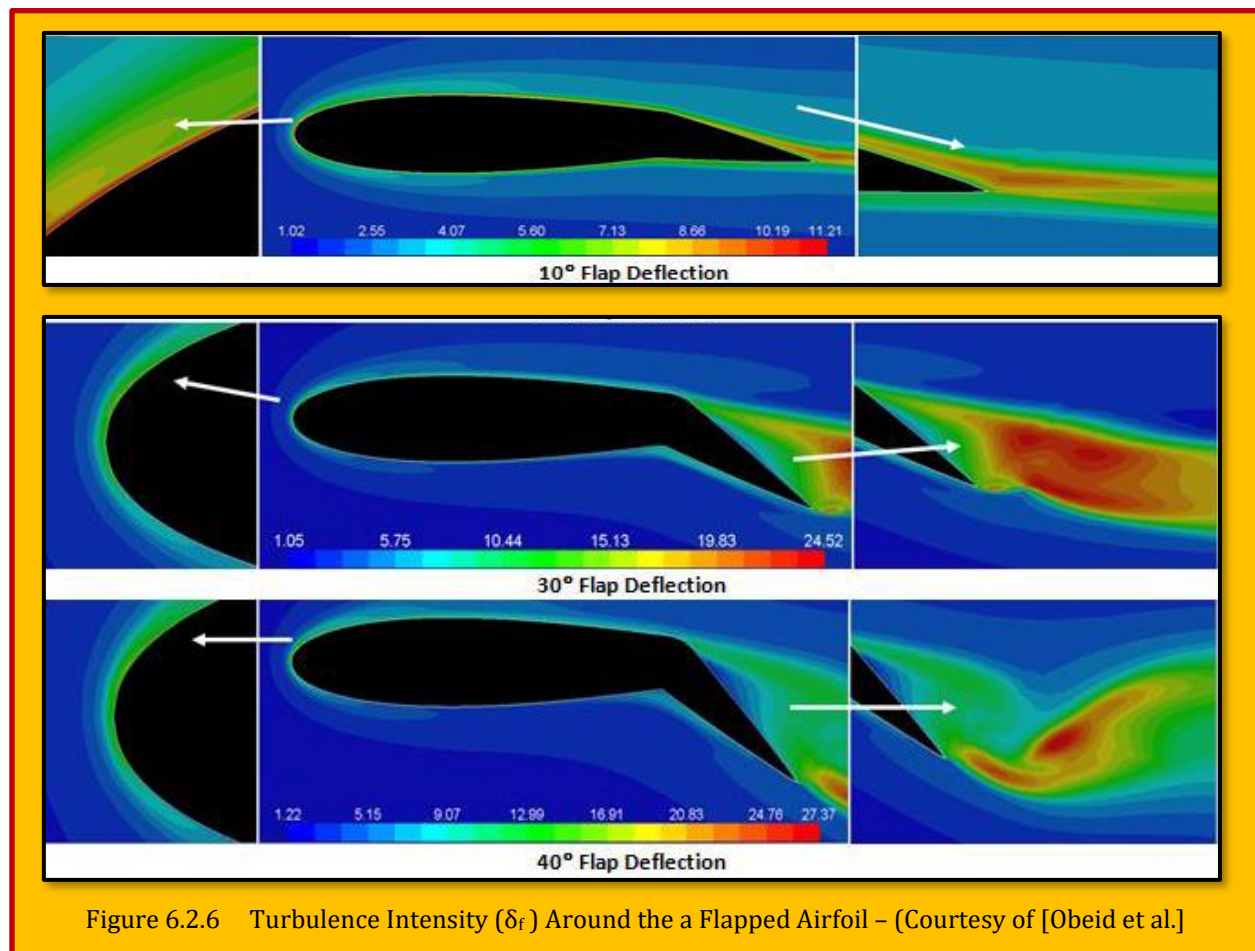 1.02 2.55 4.07 5.60 7.13 8.66 10.19 11.21
10° Flap Deflection
1.05 5.75 10.44 15.13 19.83 24.52
30° Flap Deflection
1.22 5.15 9.07 12.99 16.91 20.83 24.76 27.37
40° Flap Deflection
Figure 6.2.6 Turbulence Intensity (δf ) Around the a Flapped Airfoil – (Courtesy of [Obeid et al.]